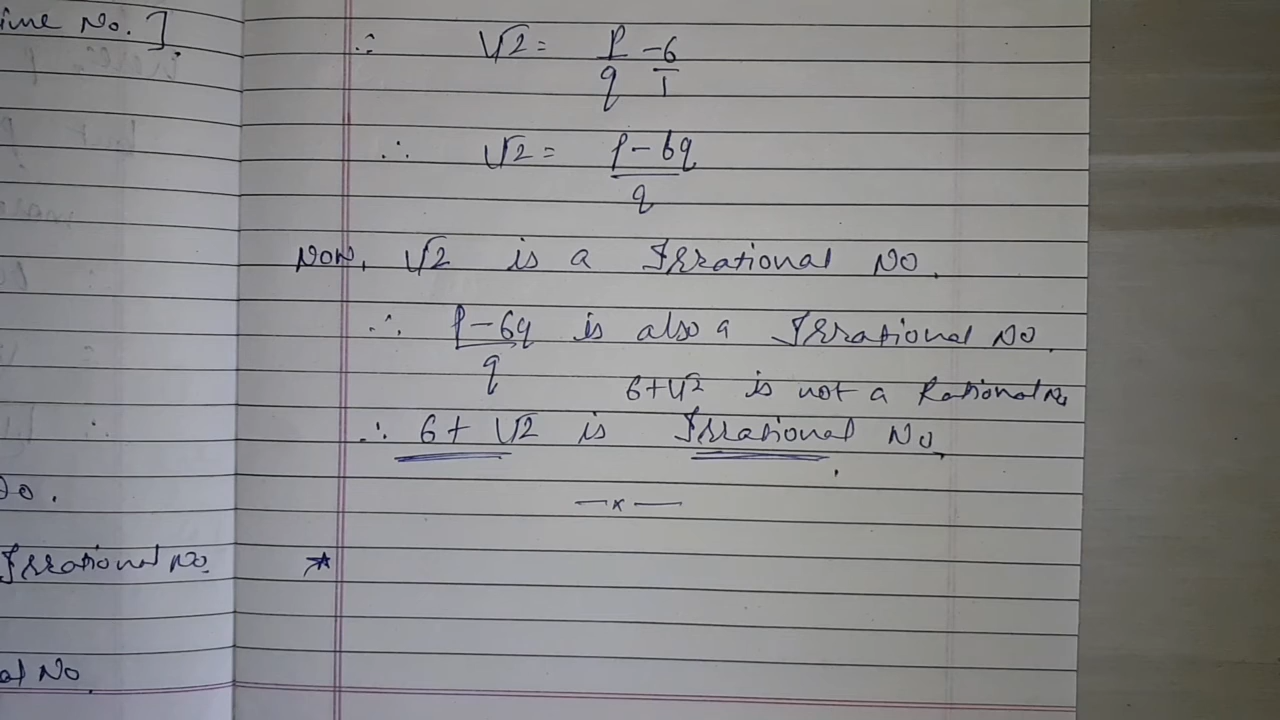 ime No.].
∴ √2 = p/q - 6/1
∴ √2 = p - 6q / q
Now, √2 is a Irrational No.
∴ p - 6q / q is also a Irrational No.
6+√2 is not a Rational No
∴ 6 + √2 is Irrational No.
—x—
o.
Irrational No.
al No.